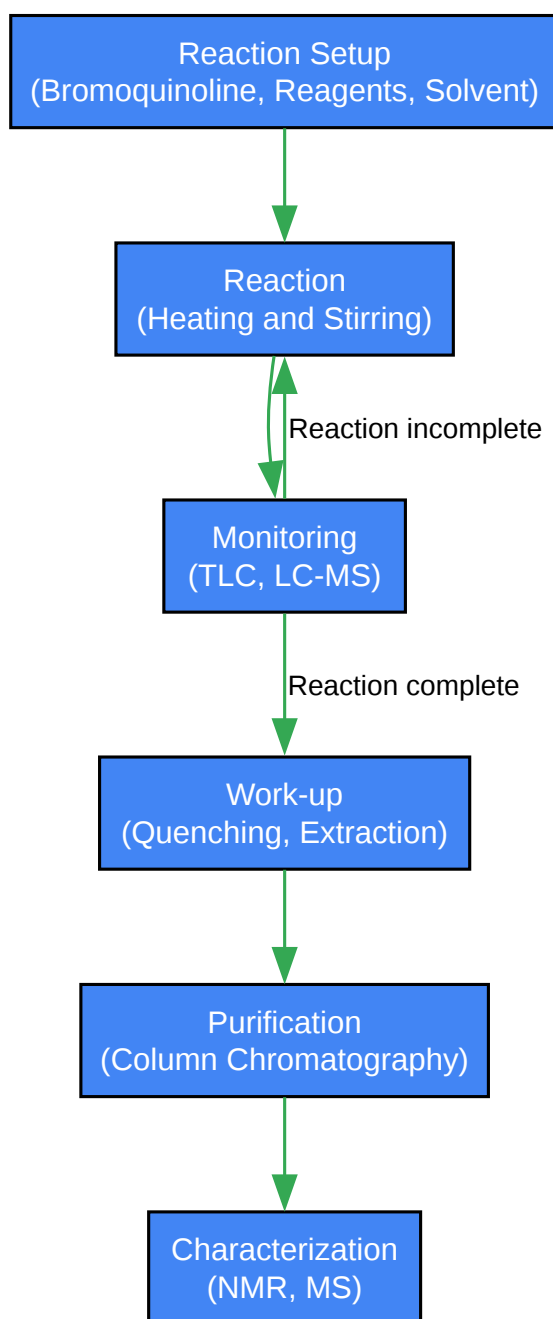 Reaction Setup
(Bromoquinoline, Reagents, Solvent)
Reaction
(Heating and Stirring)
Reaction incomplete
Monitoring
(TLC, LC-MS)
Reaction complete
Work-up
(Quenching, Extraction)
Purification
(Column Chromatography)
Characterization
(NMR, MS)